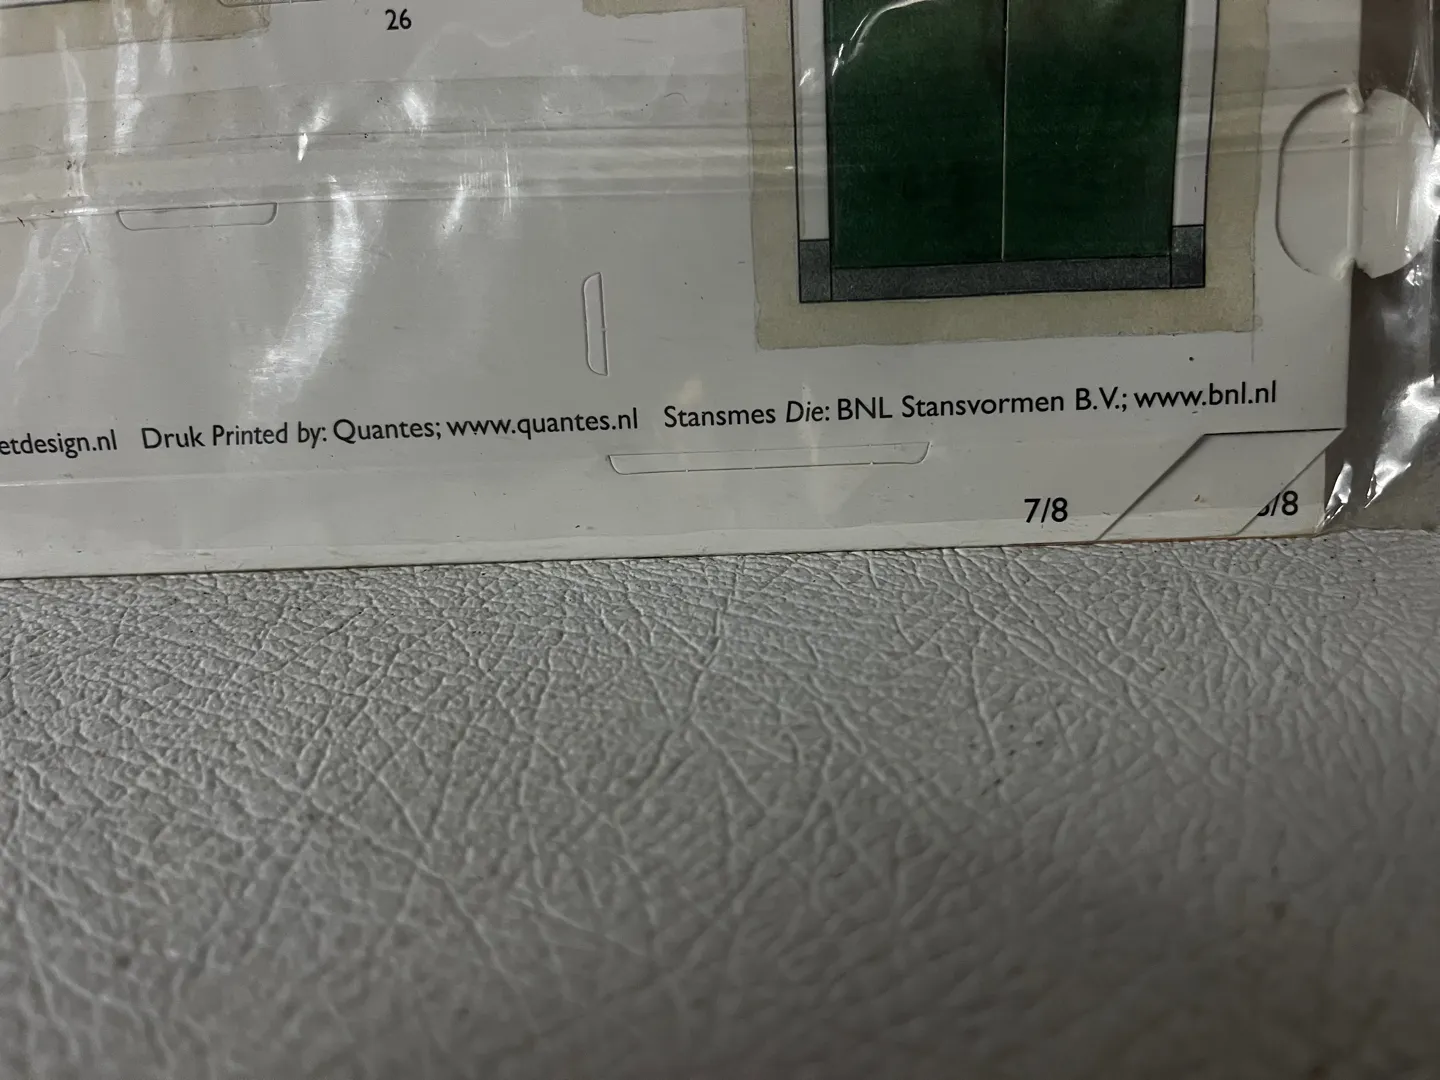 26
etdesign.nl Druk Printed by: Quantes; www.quantes.nl Stansmes Die: BNL Stansvormen B.V.; www.bnl.nl
7/8 /8